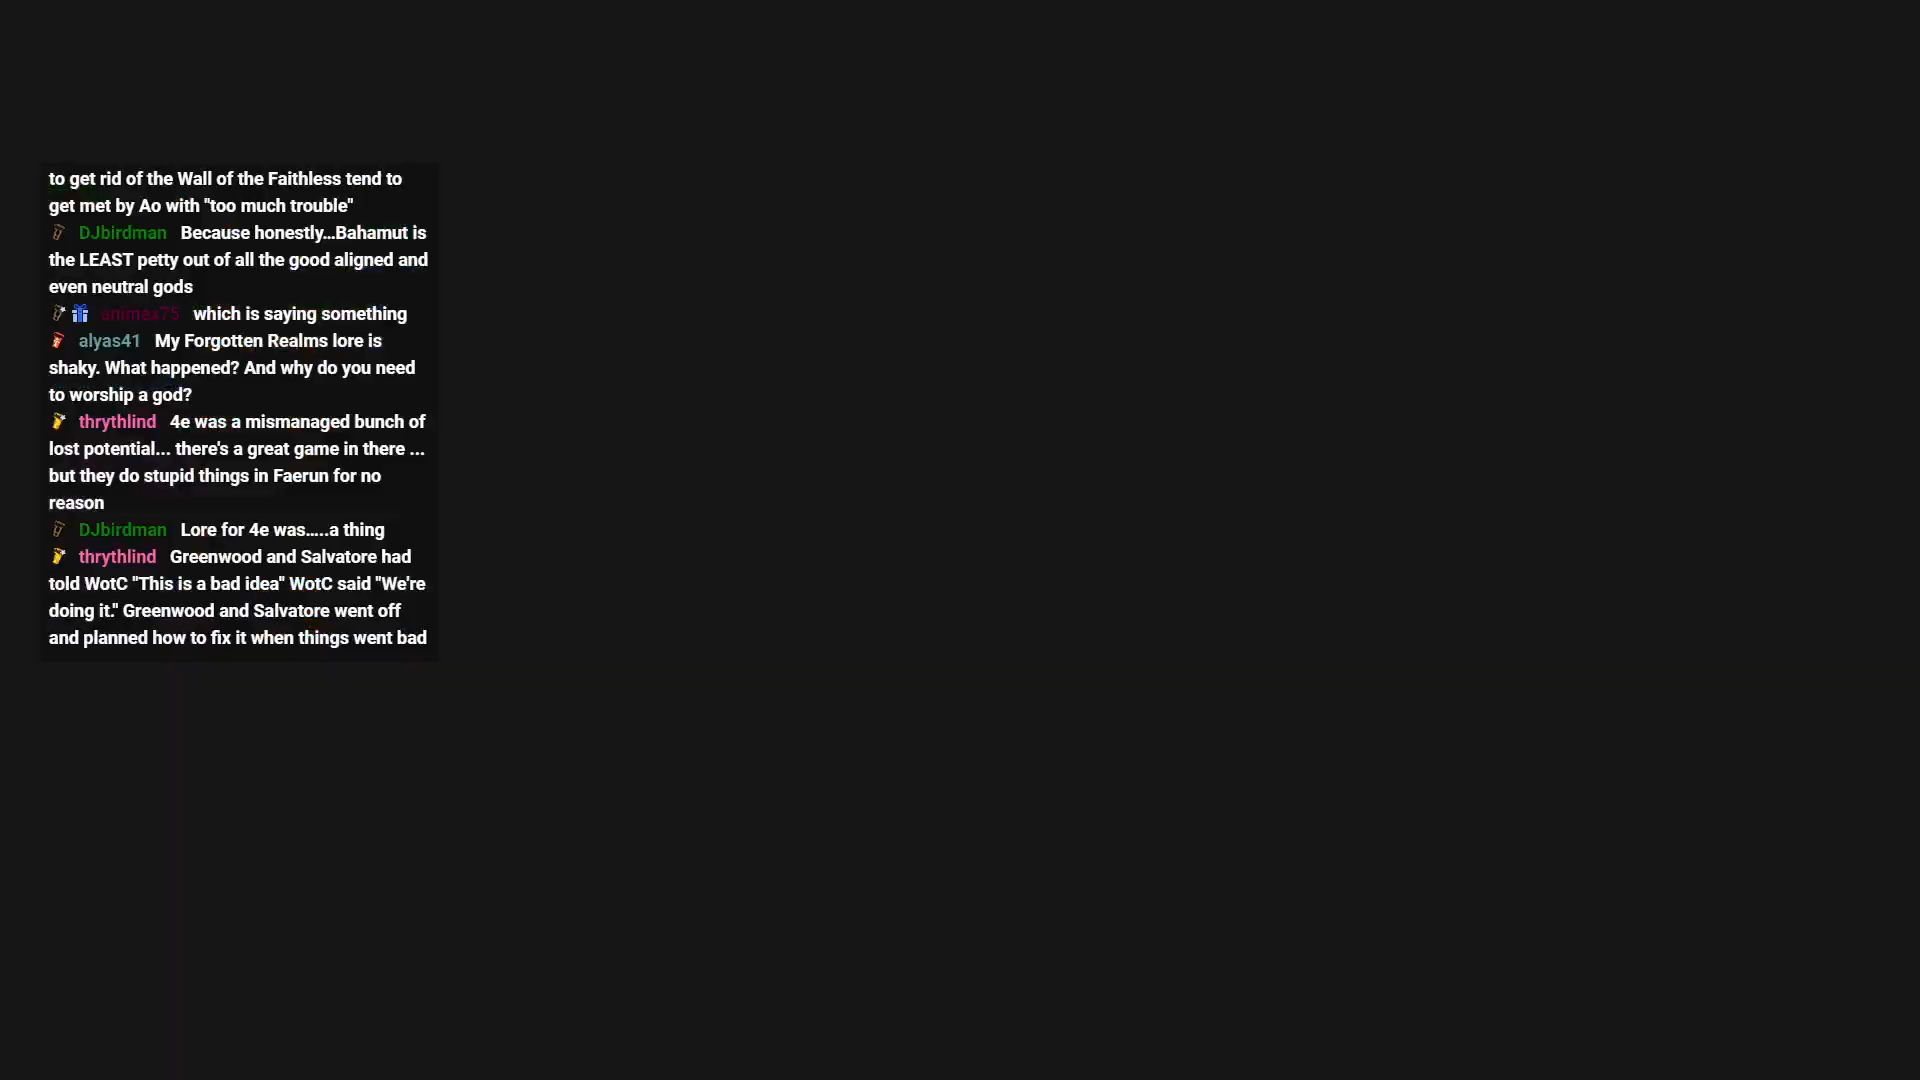 to get rid of the Wall of the Faithless tend to
get met by Ao with "too much trouble"
DJbirdman Because honestly...Bahamut is
the LEAST petty out of all the good aligned and
even neutral gods
animex75 which is saying something
alyas41 My Forgotten Realms lore is
shaky. What happened? And why do you need
to worship a god?
thrythlind 4e was a mismanaged bunch of
lost potential... there's a great game in there ...
but they do stupid things in Faerun for no
reason
DJbirdman Lore for 4e was.....a thing
thrythlind Greenwood and Salvatore had
told WotC "This is a bad idea" WotC said "We're
doing it." Greenwood and Salvatore went off
and planned how to fix it when things went bad